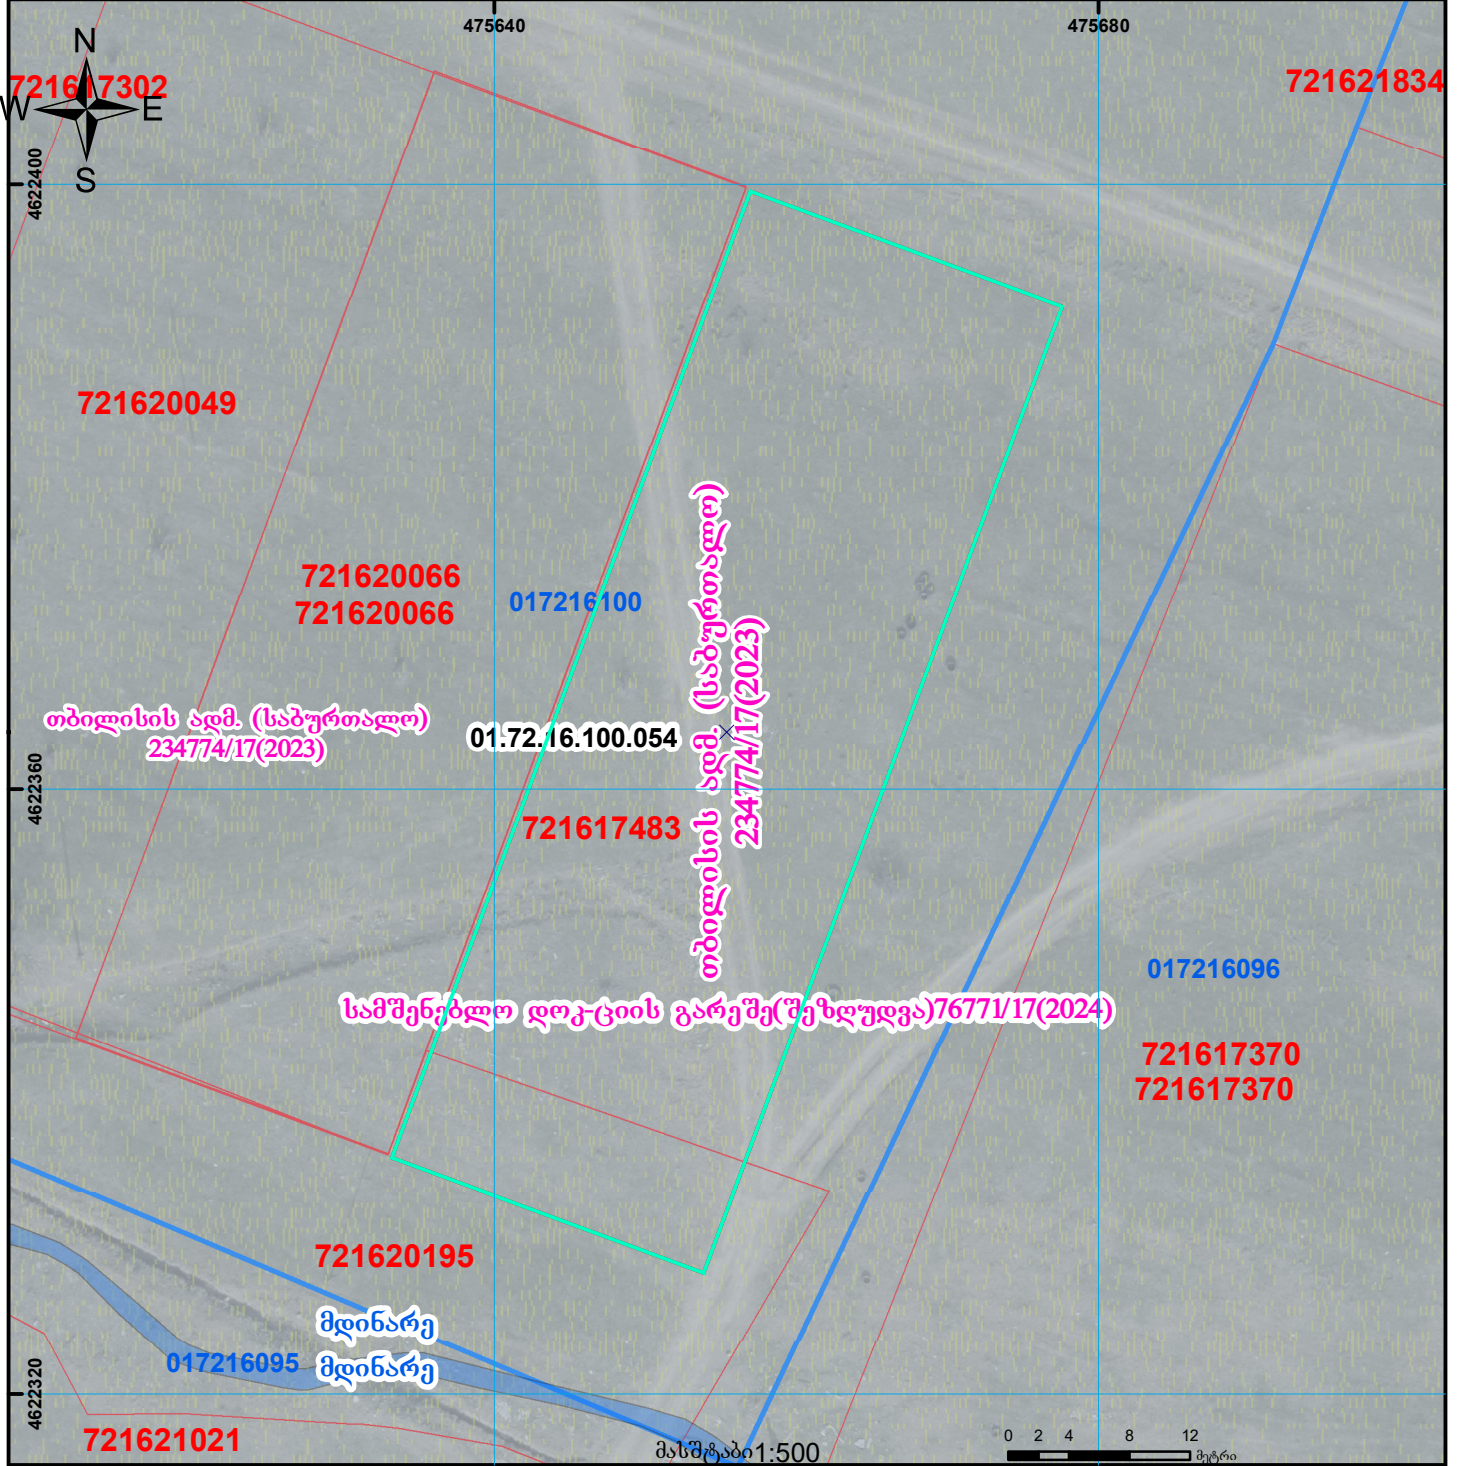 475640
475680
N
W
E
S
721617302
721621834
4622400
721620049
721620066
721620066
017216100
თბილისის ადმ. (საბურთალო)
234774/17(2023)
თბილისის ადმ. (საბურთალო)
234774/17(2023)
01.72.16.100.054
4622360
721617483
017216096
სამშენებლო დოკ-ციის გარეშე(შეზღუდვა)76771/17(2024)
721617370
721617370
721620195
მდინარე
017216095
მდინარე
4622320
721621021
მასშტაბი1:500
0 2 4 8 12
მეტრი